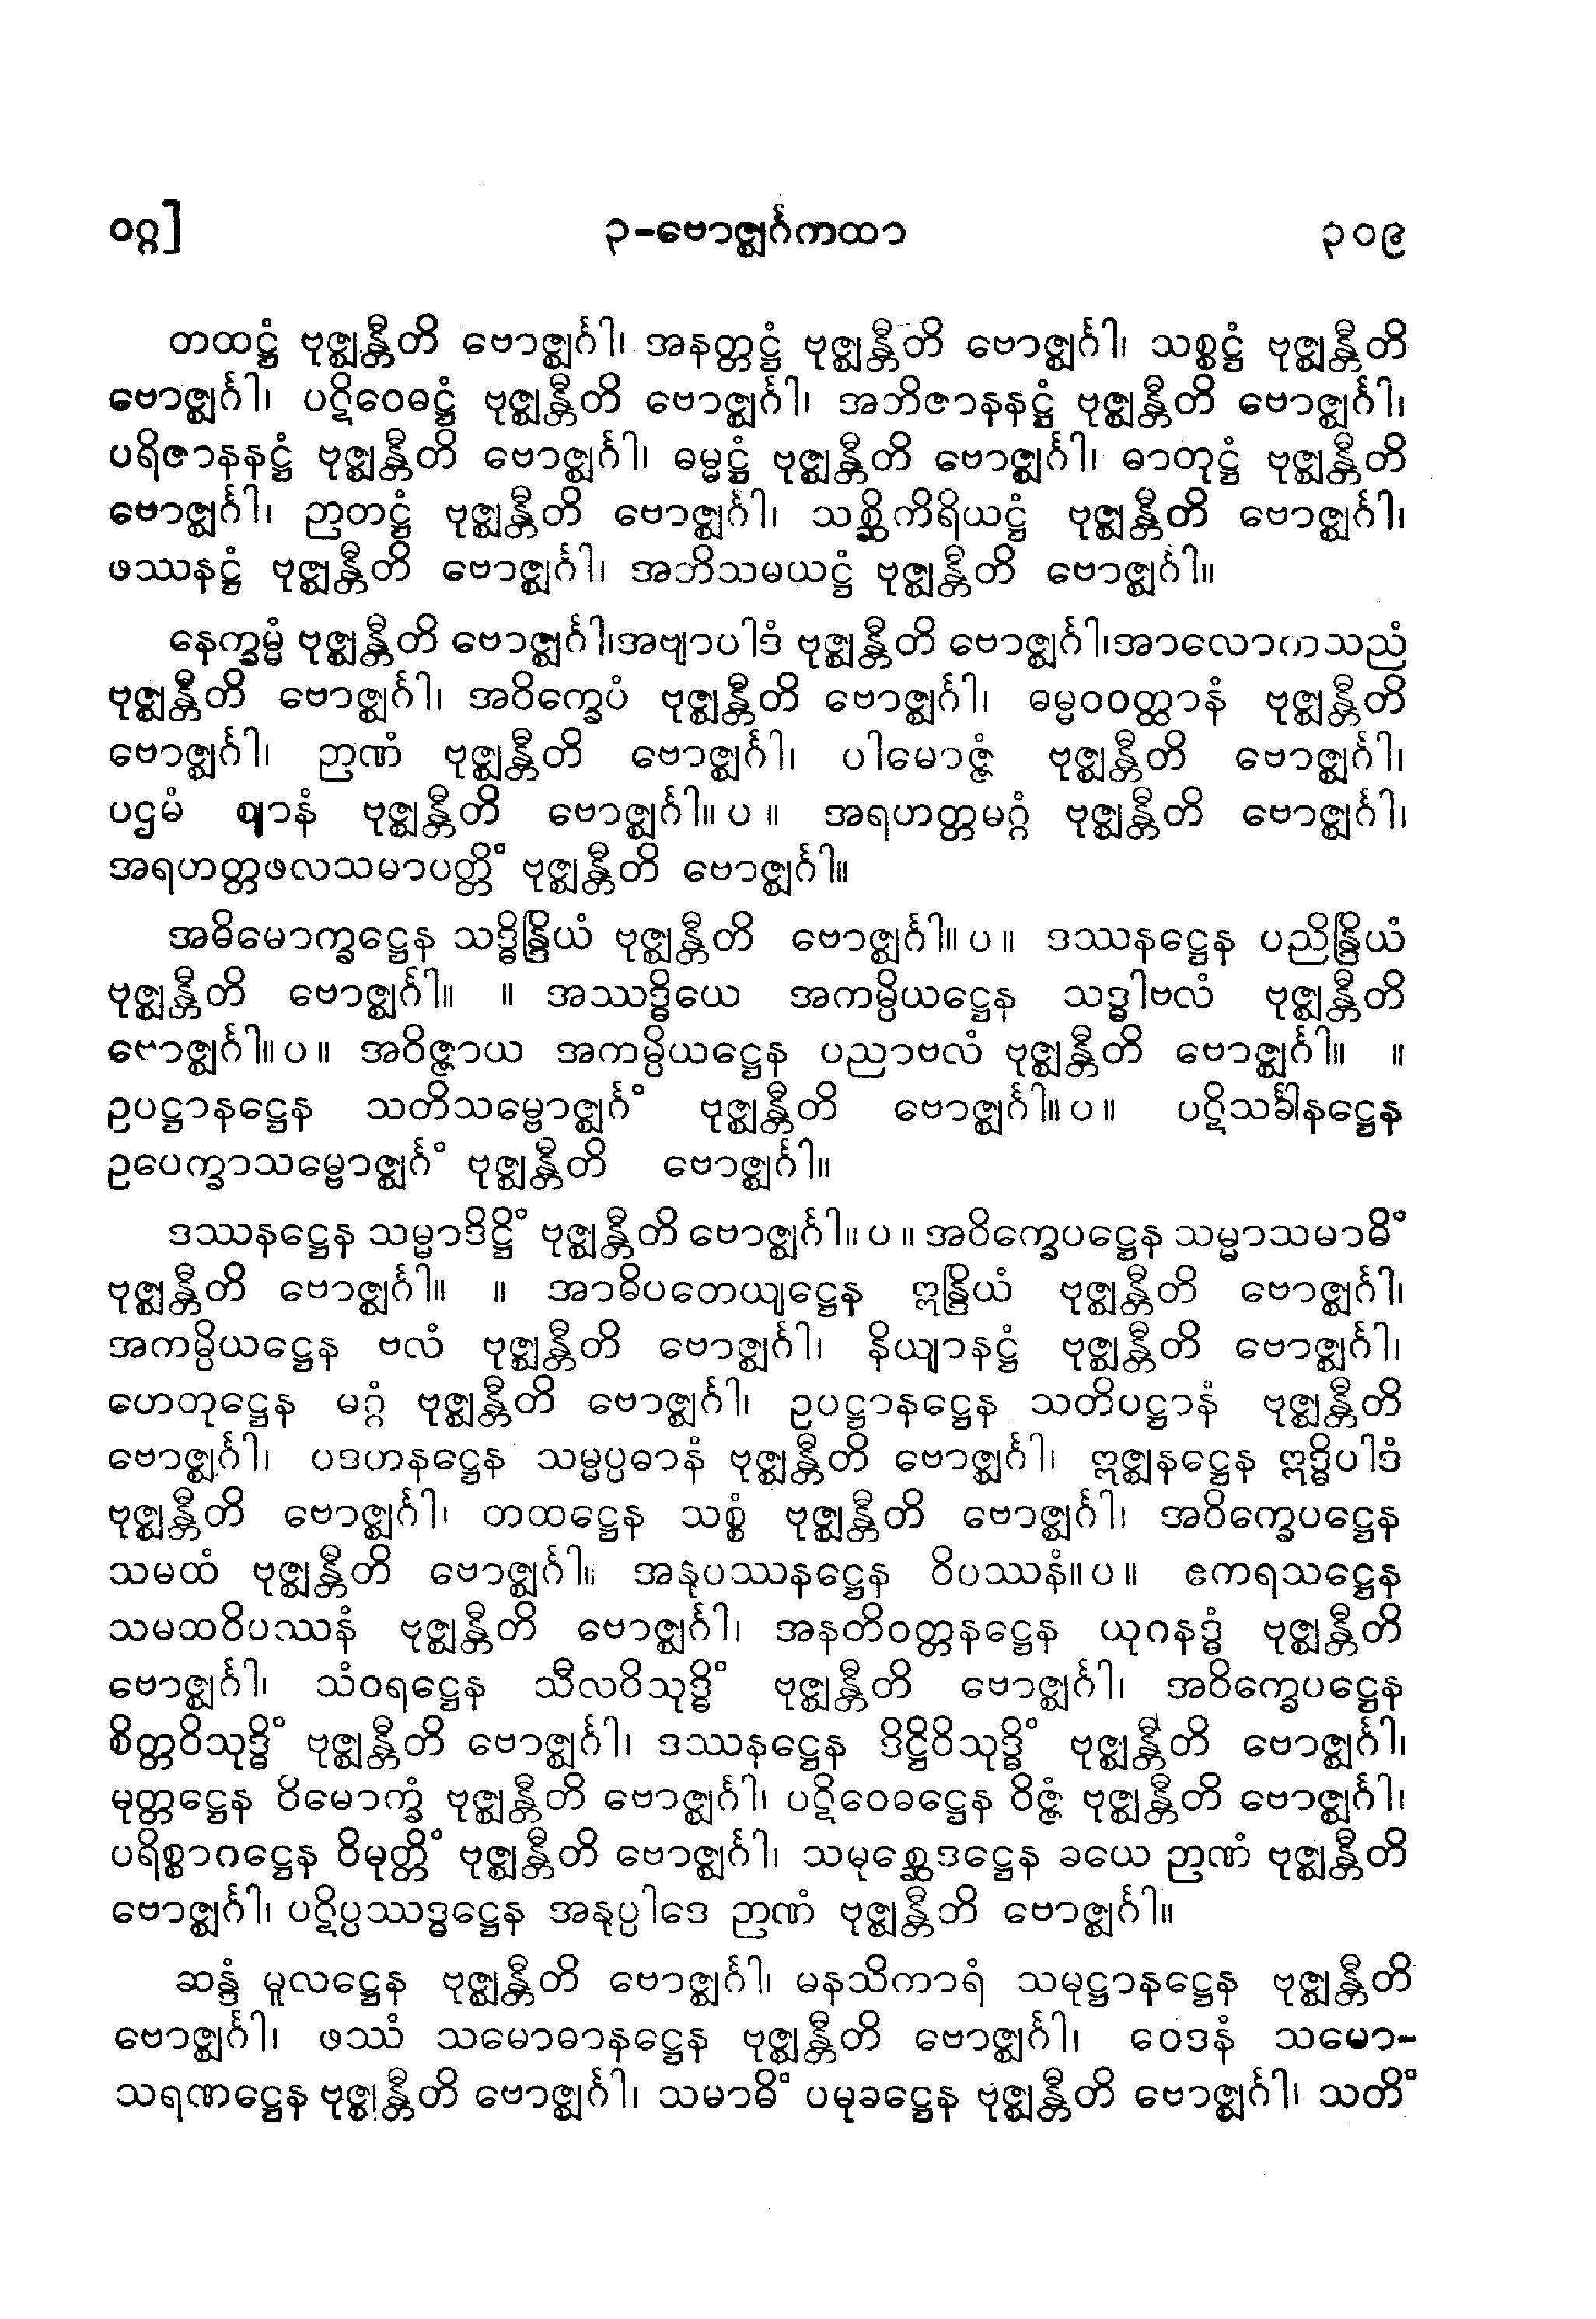 ဝဂ္ဂ] ၃-ဗောဇ္ဈင်္ဂကထာ ၃၀၉
တထဋ္ဌံ ဗုဇ္ဈန္တီတိ ဗောဇ္ဈင်္ဂါ၊ အနတ္တဋ္ဌံ ဗုဇ္ဈန္တီတိ ဗောဇ္ဈင်္ဂါ၊ သစ္စဋ္ဌံ ဗုဇ္ဈန္တီတိ
ဗောဇ္ဈင်္ဂါ၊ ပဋိဝေဓဋ္ဌံ ဗုဇ္ဈန္တီတိ ဗောဇ္ဈင်္ဂါ၊ အဘိဇာနနဋ္ဌံ ဗုဇ္ဈန္တီတိ ဗောဇ္ဈင်္ဂါ၊
ပရိဇာနနဋ္ဌံ ဗုဇ္ဈန္တီတိ ဗောဇ္ဈင်္ဂါ၊ ဓမ္မဋ္ဌံ ဗုဇ္ဈန္တီတိ ဗောဇ္ဈင်္ဂါ၊ ဓာတုဋ္ဌံ ဗုဇ္ဈန္တီတိ
ဗောဇ္ဈင်္ဂါ၊ ဉာတဋ္ဌံ ဗုဇ္ဈန္တီတိ ဗောဇ္ဈင်္ဂါ၊ သစ္ဆိကိရိယဋ္ဌံ ဗုဇ္ဈန္တီတိ ဗောဇ္ဈင်္ဂါ၊
ဖဿနဋ္ဌံ ဗုဇ္ဈန္တီတိ ဗောဇ္ဈင်္ဂါ၊ အဘိသမယဋ္ဌံ ဗုဇ္ဈန္တီတိ ဗောဇ္ဈင်္ဂါ။
နေက္ခမ္မံ ဗုဇ္ဈန္တီတိ ဗောဇ္ဈင်္ဂါ၊အဗျာပါဒံ ဗုဇ္ဈန္တီတိ ဗောဇ္ဈင်္ဂါ၊အာလောကသညံ
ဗုဇ္ဈန္တီတိ ဗောဇ္ဈင်္ဂါ၊ အဝိက္ခေပံ ဗုဇ္ဈန္တီတိ ဗောဇ္ဈင်္ဂါ၊ ဓမ္မဝဝတ္ထာနံ ဗုဇ္ဈန္တီတိ
ဗောဇ္ဈင်္ဂါ၊ ဉာဏံ ဗုဇ္ဈန္တီတိ ဗောဇ္ဈင်္ဂါ၊ ပါမောဇ္ဇံ ဗုဇ္ဈန္တီတိ ဗောဇ္ဈင်္ဂါ၊
ပဌမံ ဈာနံ ဗုဇ္ဈန္တီတိ ဗောဇ္ဈင်္ဂါ။ ပ ။ အရဟတ္တမဂ္ဂံ ဗုဇ္ဈန္တီတိ ဗောဇ္ဈင်္ဂါ၊
အရဟတ္တဖလသမာပတ္တိံ ဗုဇ္ဈန္တီတိ ဗောဇ္ဈင်္ဂါ။
အဓိမောက္ခဋ္ဌေန သဒ္ဓိန္ဒြိယံ ဗုဇ္ဈန္တီတိ ဗောဇ္ဈင်္ဂါ။ ပ ။ ဒဿနဋ္ဌေန ပညိန္ဒြိယံ
ဗုဇ္ဈန္တီတိ ဗောဇ္ဈင်္ဂါ။ ။ အဿဒ္ဓိယေ အကမ္ပိယဋ္ဌေန သဒ္ဓါဗလံ ဗုဇ္ဈန္တီတိ
ဗောဇ္ဈင်္ဂါ။ ပ ။ အဝိဇ္ဇာယ အကမ္ပိယဋ္ဌေန ပညာဗလံ ဗုဇ္ဈန္တီတိ ဗောဇ္ဈင်္ဂါ။ ။
ဥပဋ္ဌာနဋ္ဌေန သတိသမ္ဗောဇ္ဈင်္ဂံ ဗုဇ္ဈန္တီတိ ဗောဇ္ဈင်္ဂါ။ ပ ။ ပဋိသင်္ခါနဋ္ဌေန
ဥပေက္ခာသမ္ဗောဇ္ဈင်္ဂံ ဗုဇ္ဈန္တီတိ ဗောဇ္ဈင်္ဂါ။
ဒဿနဋ္ဌေန သမ္မာဒိဋ္ဌိံ ဗုဇ္ဈန္တီတိ ဗောဇ္ဈင်္ဂါ။ ပ ။ အဝိက္ခေပဋ္ဌေန သမ္မာသမာဓိံ
ဗုဇ္ဈန္တီတိ ဗောဇ္ဈင်္ဂါ။ ။ အာဓိပတေယျဋ္ဌေန ဣန္ဒြိယံ ဗုဇ္ဈန္တီတိ ဗောဇ္ဈင်္ဂါ၊
အကမ္ပိယဋ္ဌေန ဗလံ ဗုဇ္ဈန္တီတိ ဗောဇ္ဈင်္ဂါ၊ နိယျာနဋ္ဌံ ဗုဇ္ဈန္တီတိ ဗောဇ္ဈင်္ဂါ၊
ဟေတုဋ္ဌေန မဂ္ဂံ ဗုဇ္ဈန္တီတိ ဗောဇ္ဈင်္ဂါ၊ ဥပဋ္ဌာနဋ္ဌေန သတိပဋ္ဌာနံ ဗုဇ္ဈန္တီတိ
ဗောဇ္ဈင်္ဂါ၊ ပဒဟနဋ္ဌေန သမ္မပ္ပဓာနံ ဗုဇ္ဈန္တီတိ ဗောဇ္ဈင်္ဂါ၊ ဣဇ္ဈနဋ္ဌေန ဣဒ္ဓိပါဒံ
ဗုဇ္ဈန္တီတိ ဗောဇ္ဈင်္ဂါ၊ တထဋ္ဌေန သစ္စံ ဗုဇ္ဈန္တီတိ ဗောဇ္ဈင်္ဂါ၊ အဝိက္ခေပဋ္ဌေန
သမထံ ဗုဇ္ဈန္တီတိ ဗောဇ္ဈင်္ဂါ။ အနုပဿနဋ္ဌေန ဝိပဿနံ။ ပ ။ ဧကရသဋ္ဌေန
သမထဝိပဿနံ ဗုဇ္ဈန္တီတိ ဗောဇ္ဈင်္ဂါ၊ အနတိဝတ္တနဋ္ဌေန ယုဂနဒ္ဓံ ဗုဇ္ဈန္တီတိ
ဗောဇ္ဈင်္ဂါ၊ သံဝရဋ္ဌေန သီလဝိသုဒ္ဓိံ ဗုဇ္ဈန္တီတိ ဗောဇ္ဈင်္ဂါ၊ အဝိက္ခေပဋ္ဌေန
စိတ္တဝိသုဒ္ဓိံ ဗုဇ္ဈန္တီတိ ဗောဇ္ဈင်္ဂါ၊ ဒဿနဋ္ဌေန ဒိဋ္ဌိဝိသုဒ္ဓိံ ဗုဇ္ဈန္တီတိ ဗောဇ္ဈင်္ဂါ၊
မုတ္တဋ္ဌေန ဝိမောက္ခံ ဗုဇ္ဈန္တီတိ ဗောဇ္ဈင်္ဂါ၊ ပဋိဝေဓဋ္ဌေန ဝိဇ္ဇံ ဗုဇ္ဈန္တီတိ ဗောဇ္ဈင်္ဂါ၊
ပရိစ္စာဂဋ္ဌေန ဝိမုတ္တိံ ဗုဇ္ဈန္တီတိ ဗောဇ္ဈင်္ဂါ၊ သမုစ္ဆေဒဋ္ဌေန ခယေ ဉာဏံ ဗုဇ္ဈန္တီတိ
ဗောဇ္ဈင်္ဂါ၊ ပဋိပ္ပဿဒ္ဓဋ္ဌေန အနုပ္ပါဒေ ဉာဏံ ဗုဇ္ဈန္တီတိ ဗောဇ္ဈင်္ဂါ။
ဆန္ဒံ မူလဋ္ဌေန ဗုဇ္ဈန္တီတိ ဗောဇ္ဈင်္ဂါ၊ မနသိကာရံ သမုဋ္ဌာနဋ္ဌေန ဗုဇ္ဈန္တီတိ
ဗောဇ္ဈင်္ဂါ၊ ဖဿံ သမောဓာနဋ္ဌေန ဗုဇ္ဈန္တီတိ ဗောဇ္ဈင်္ဂါ၊ ဝေဒနံ သမော-
သရဏဋ္ဌေန ဗုဇ္ဈန္တီတိ ဗောဇ္ဈင်္ဂါ၊ သမာဓိံ ပမုခဋ္ဌေန ဗုဇ္ဈန္တီတိ ဗောဇ္ဈင်္ဂါ၊ သတိံ